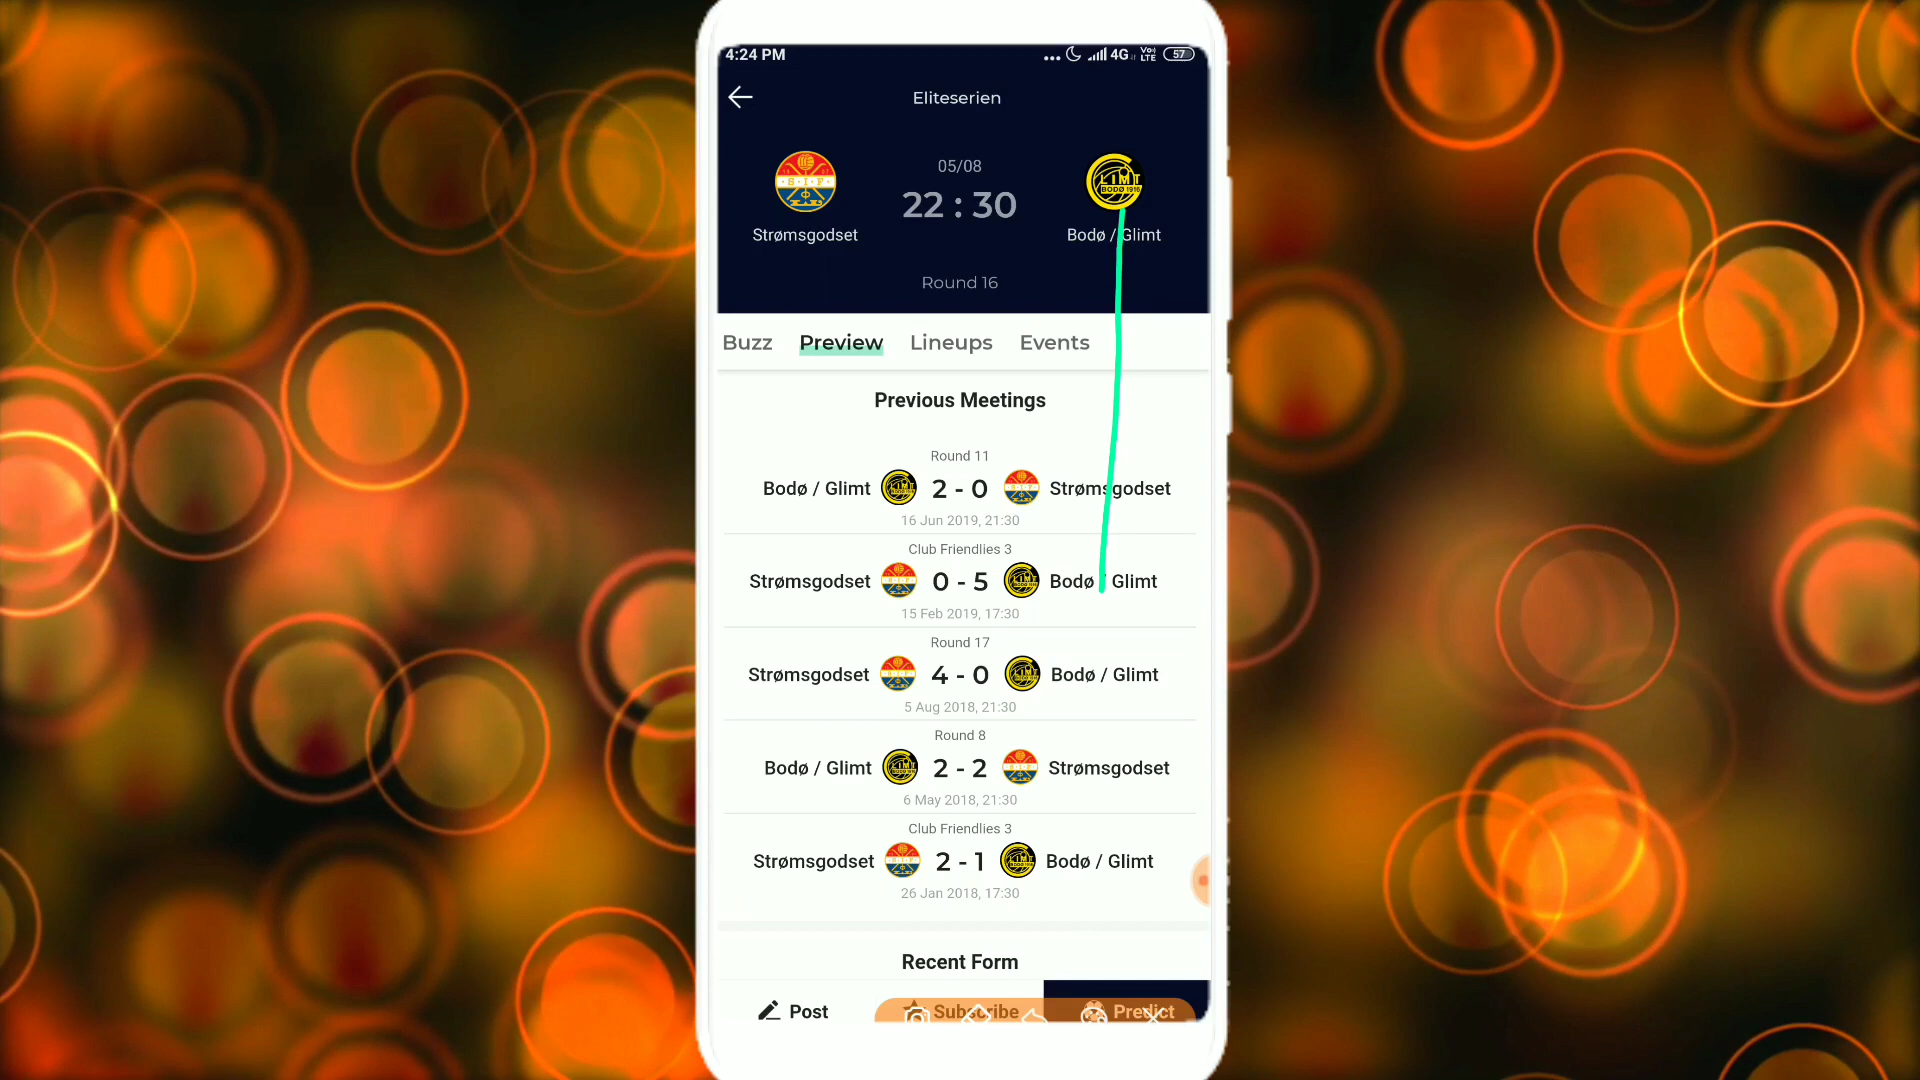 4:24 PM
4G Vo) LTE 57
Eliteserien
05/08
22 : 30
Strømsgodset
Bodø / Glimt
Round 16
Buzz Preview Lineups Events
Previous Meetings
Round 11
Bodø / Glimt 2 - 0 Strømsgodset
16 Jun 2019, 21:30
Club Friendlies 3
Strømsgodset 0 - 5 Bodø / Glimt
15 Feb 2019, 17:30
Round 17
Strømsgodset 4 - 0 Bodø / Glimt
5 Aug 2018, 21:30
Round 8
Bodø / Glimt 2 - 2 Strømsgodset
6 May 2018, 21:30
Club Friendlies 3
Strømsgodset 2 - 1 Bodø / Glimt
26 Jan 2018, 17:30
Recent Form
Post Subscribe Predict